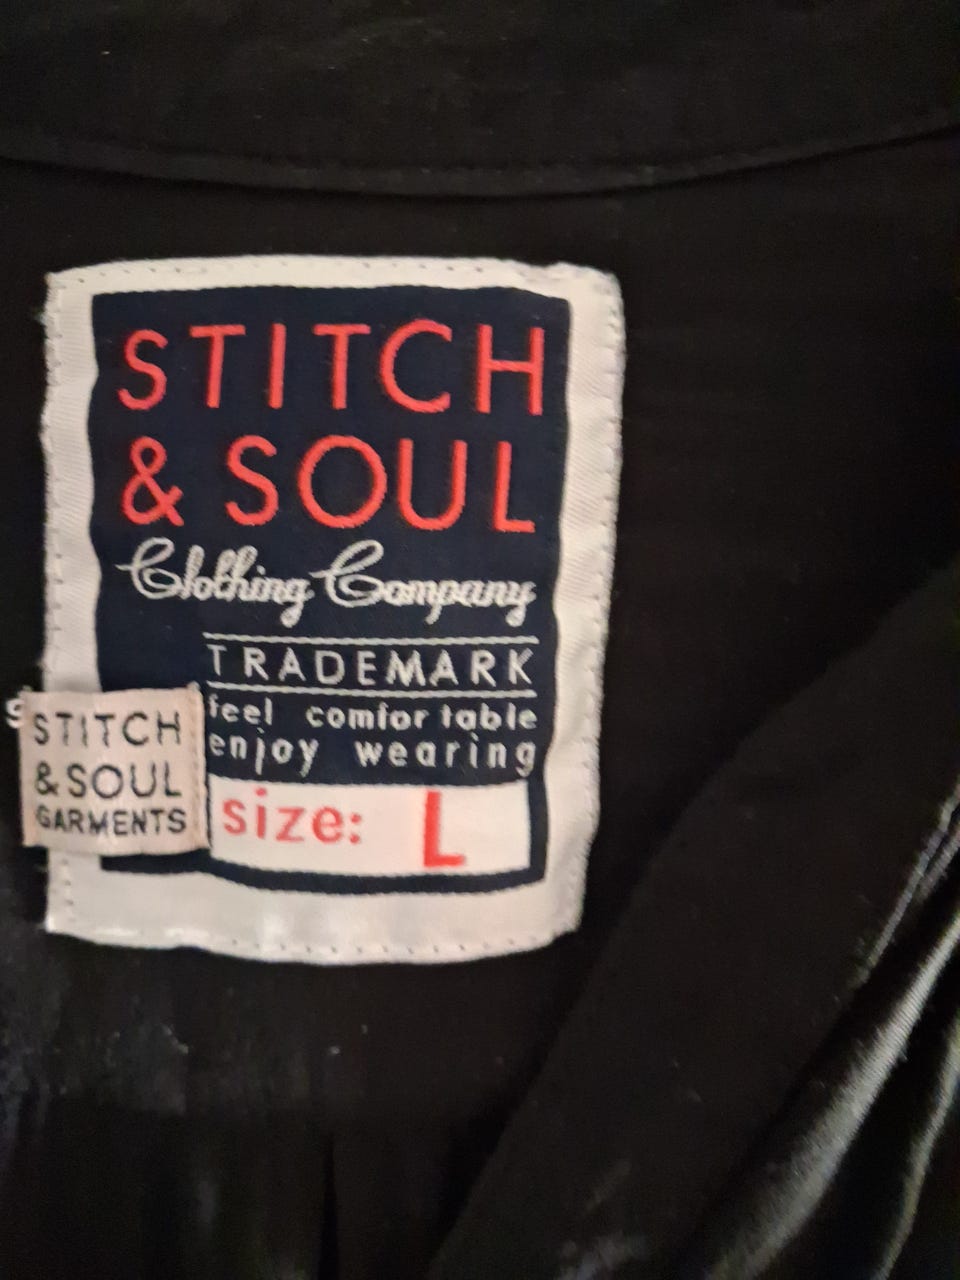 STITCH
& SOUL
Clothing Company
TRADEMARK
feel comfortable
enjoy wearing
size: L
STITCH
& SOUL
GARMENTS